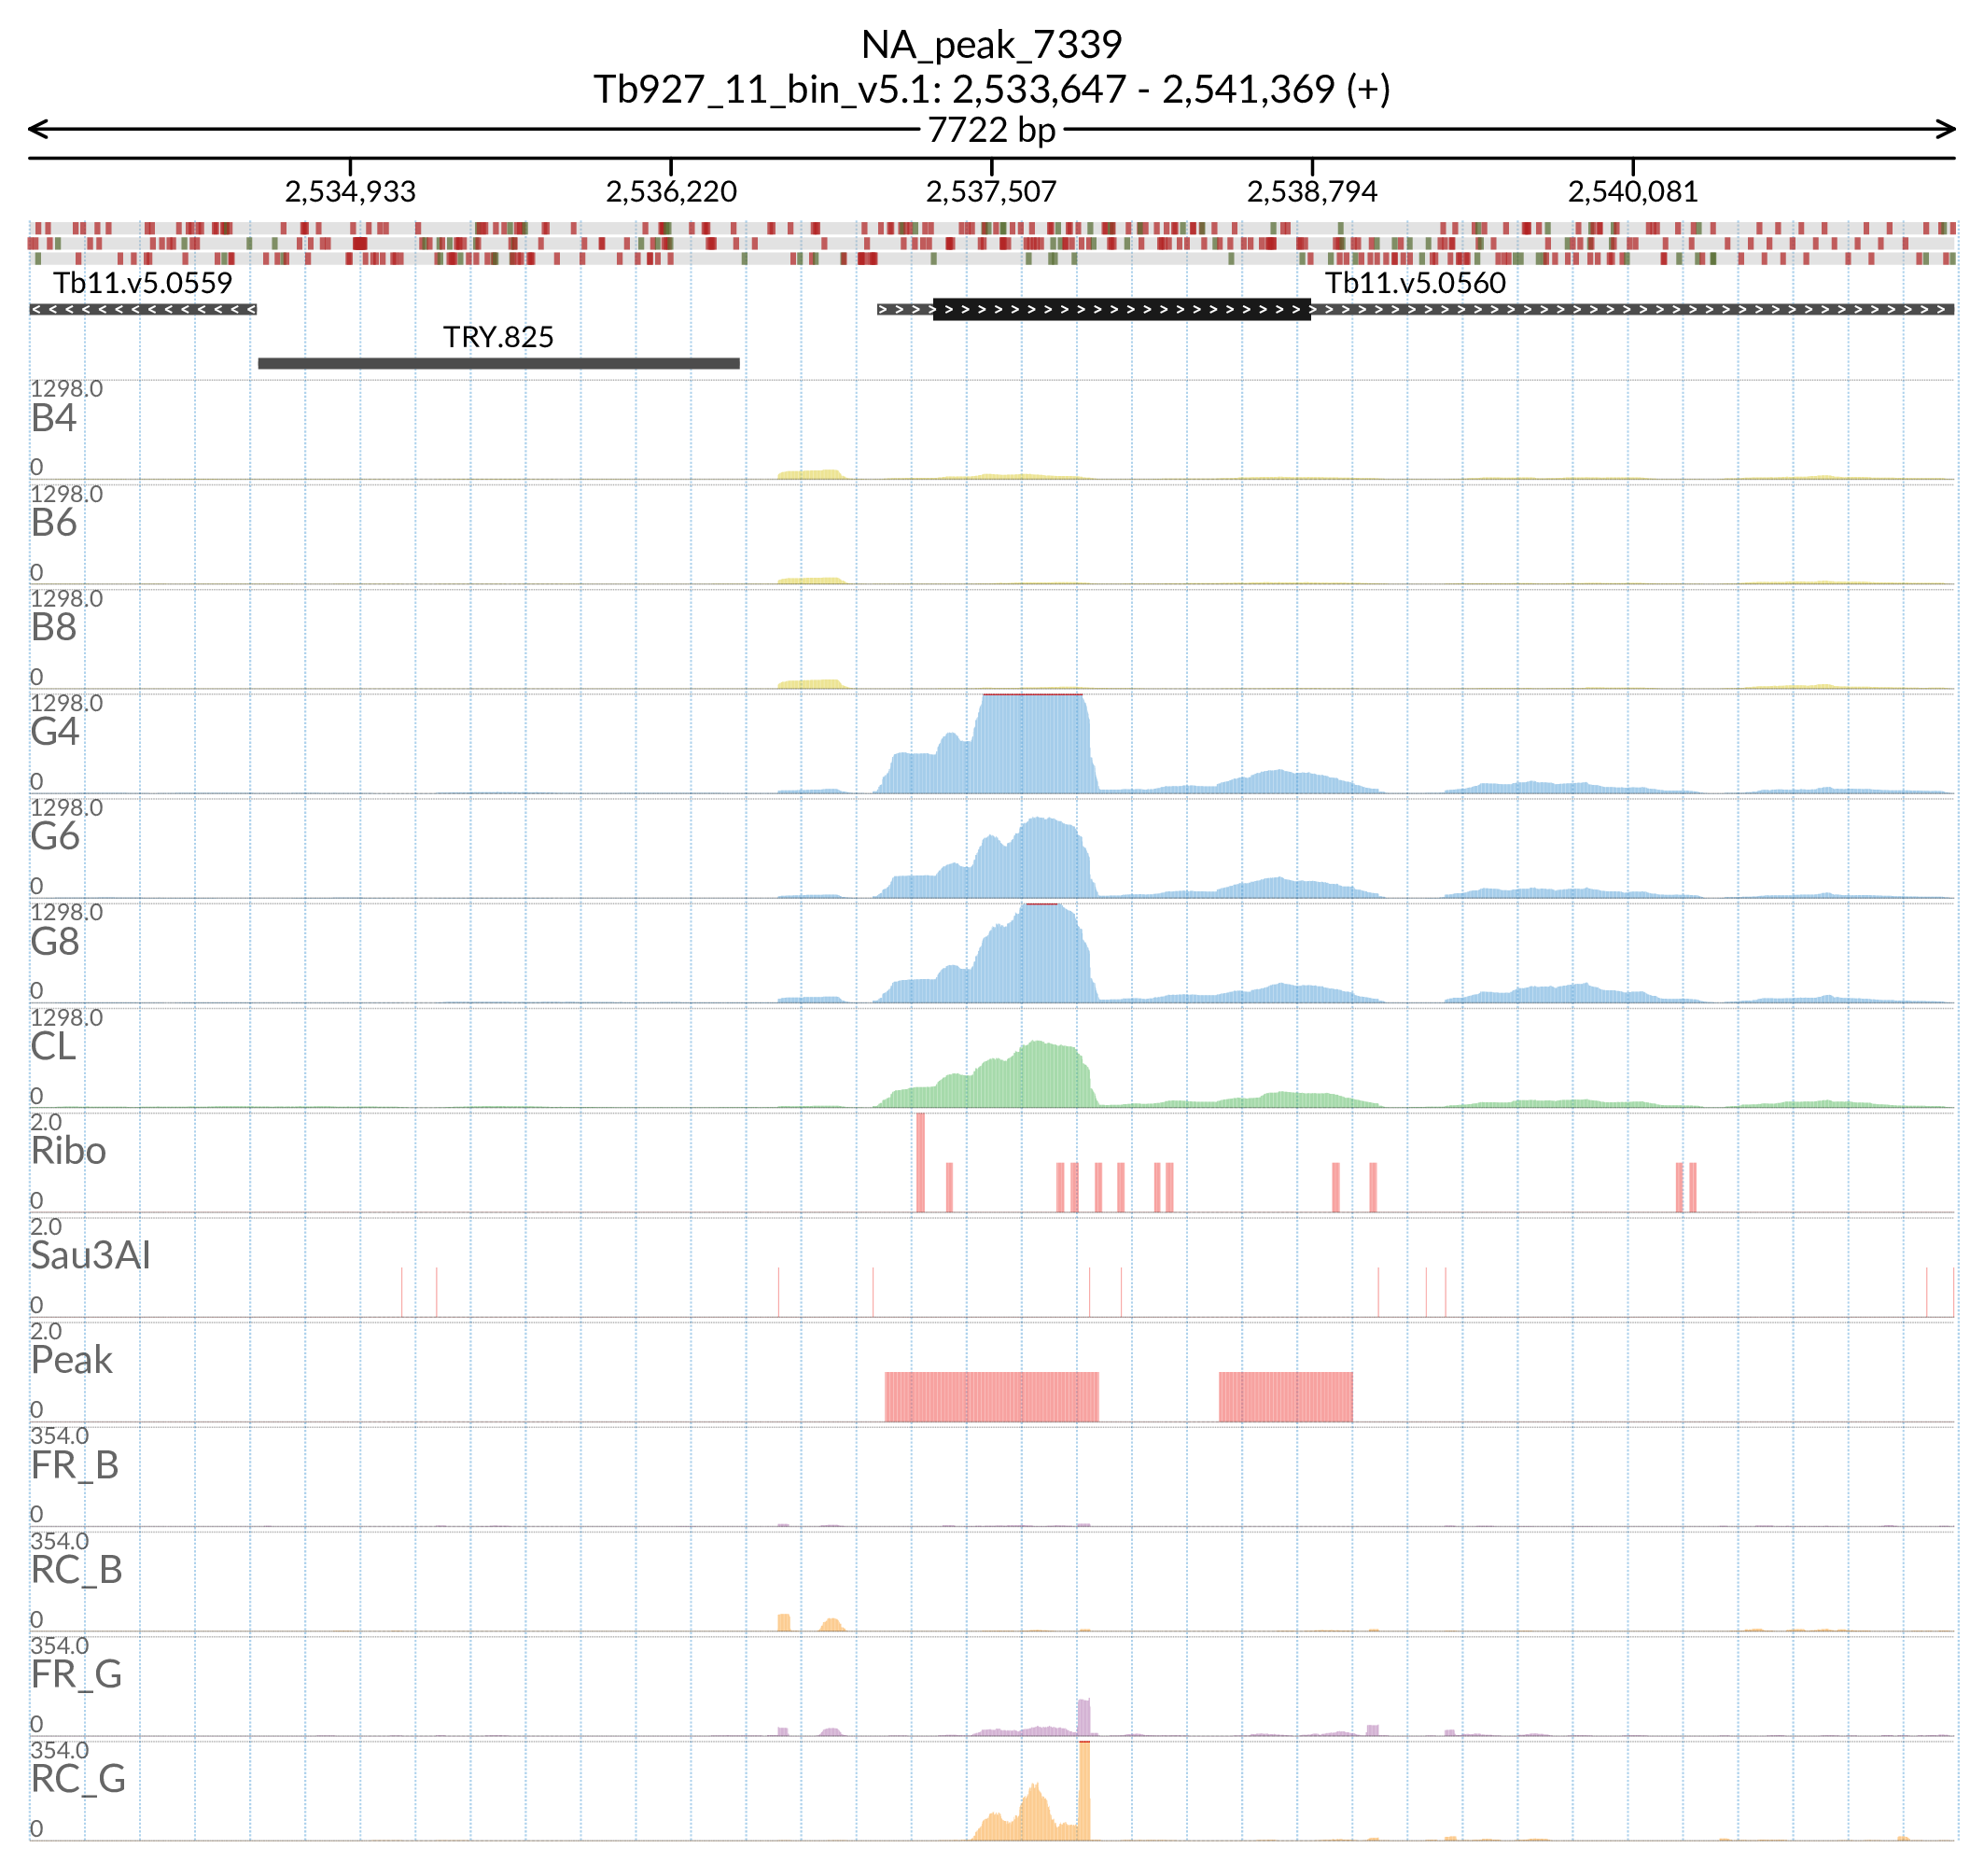 NA_peak_7339
Tb927_11_bin_v5.1: 2,533,647 - 2,541,369 (+)
7722 bp
2,534,933 2,536,220 2,537,507 2,538,794 2,540,081
Tb11.v5.0559 Tb11.v5.0560
TRY.825
1298.0
B4
0
1298.0
B6
0
1298.0
B8
0
1298.0
G4
0
1298.0
G6
0
1298.0
G8
0
1298.0
CL
0
2.0
Ribo
0
2.0
Sau3AI
0
2.0
Peak
0
354.0
FR_B
0
354.0
RC_B
0
354.0
FR_G
0
354.0
RC_G
0